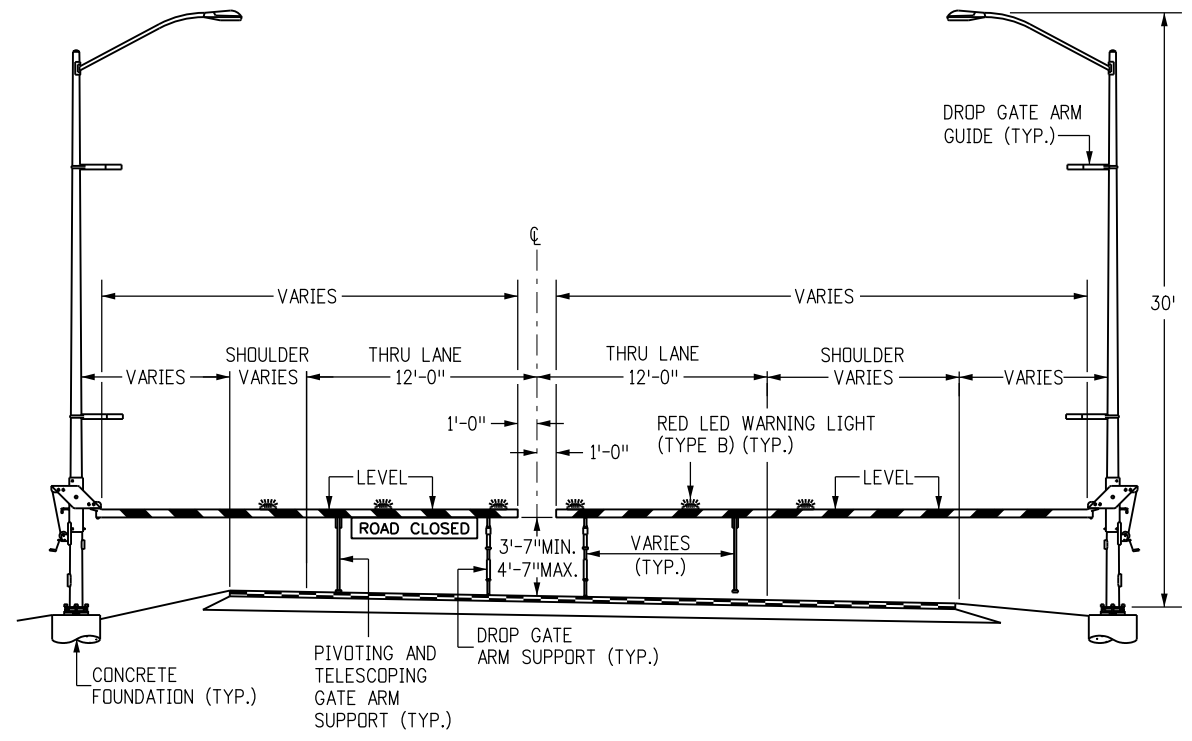 DROP GATE ARM
GUIDE (TYP.)
℄
VARIES
VARIES
30'
SHOULDER
THRU LANE
THRU LANE
SHOULDER
VARIES
VARIES
12'-0"
12'-0"
VARIES
VARIES
1'-0"
RED LED WARNING LIGHT
(TYPE B) (TYP.)
1'-0"
LEVEL
LEVEL
ROAD CLOSED
3'-7"MIN.
4'-7"MAX.
VARIES
(TYP.)
DROP GATE
ARM SUPPORT (TYP.)
PIVOTING AND
TELESCOPING
GATE ARM
SUPPORT (TYP.)
CONCRETE
FOUNDATION (TYP.)